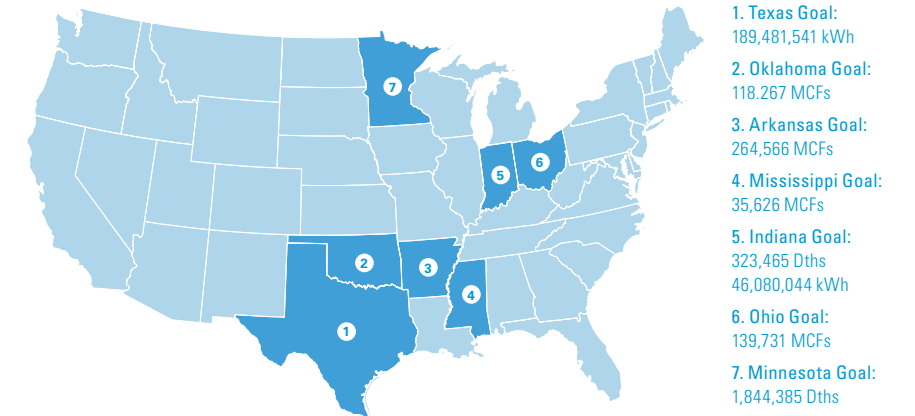 1. Texas Goal:
189,481,541 kWh
2. Oklahoma Goal:
118.267 MCFs
3. Arkansas Goal:
264,566 MCFs
4. Mississippi Goal:
35,626 MCFs
5. Indiana Goal:
323,465 Dths
46,080,044 kWh
6. Ohio Goal:
139,731 MCFs
7. Minnesota Goal:
1,844,385 Dths
7
6
5
2
3
4
1